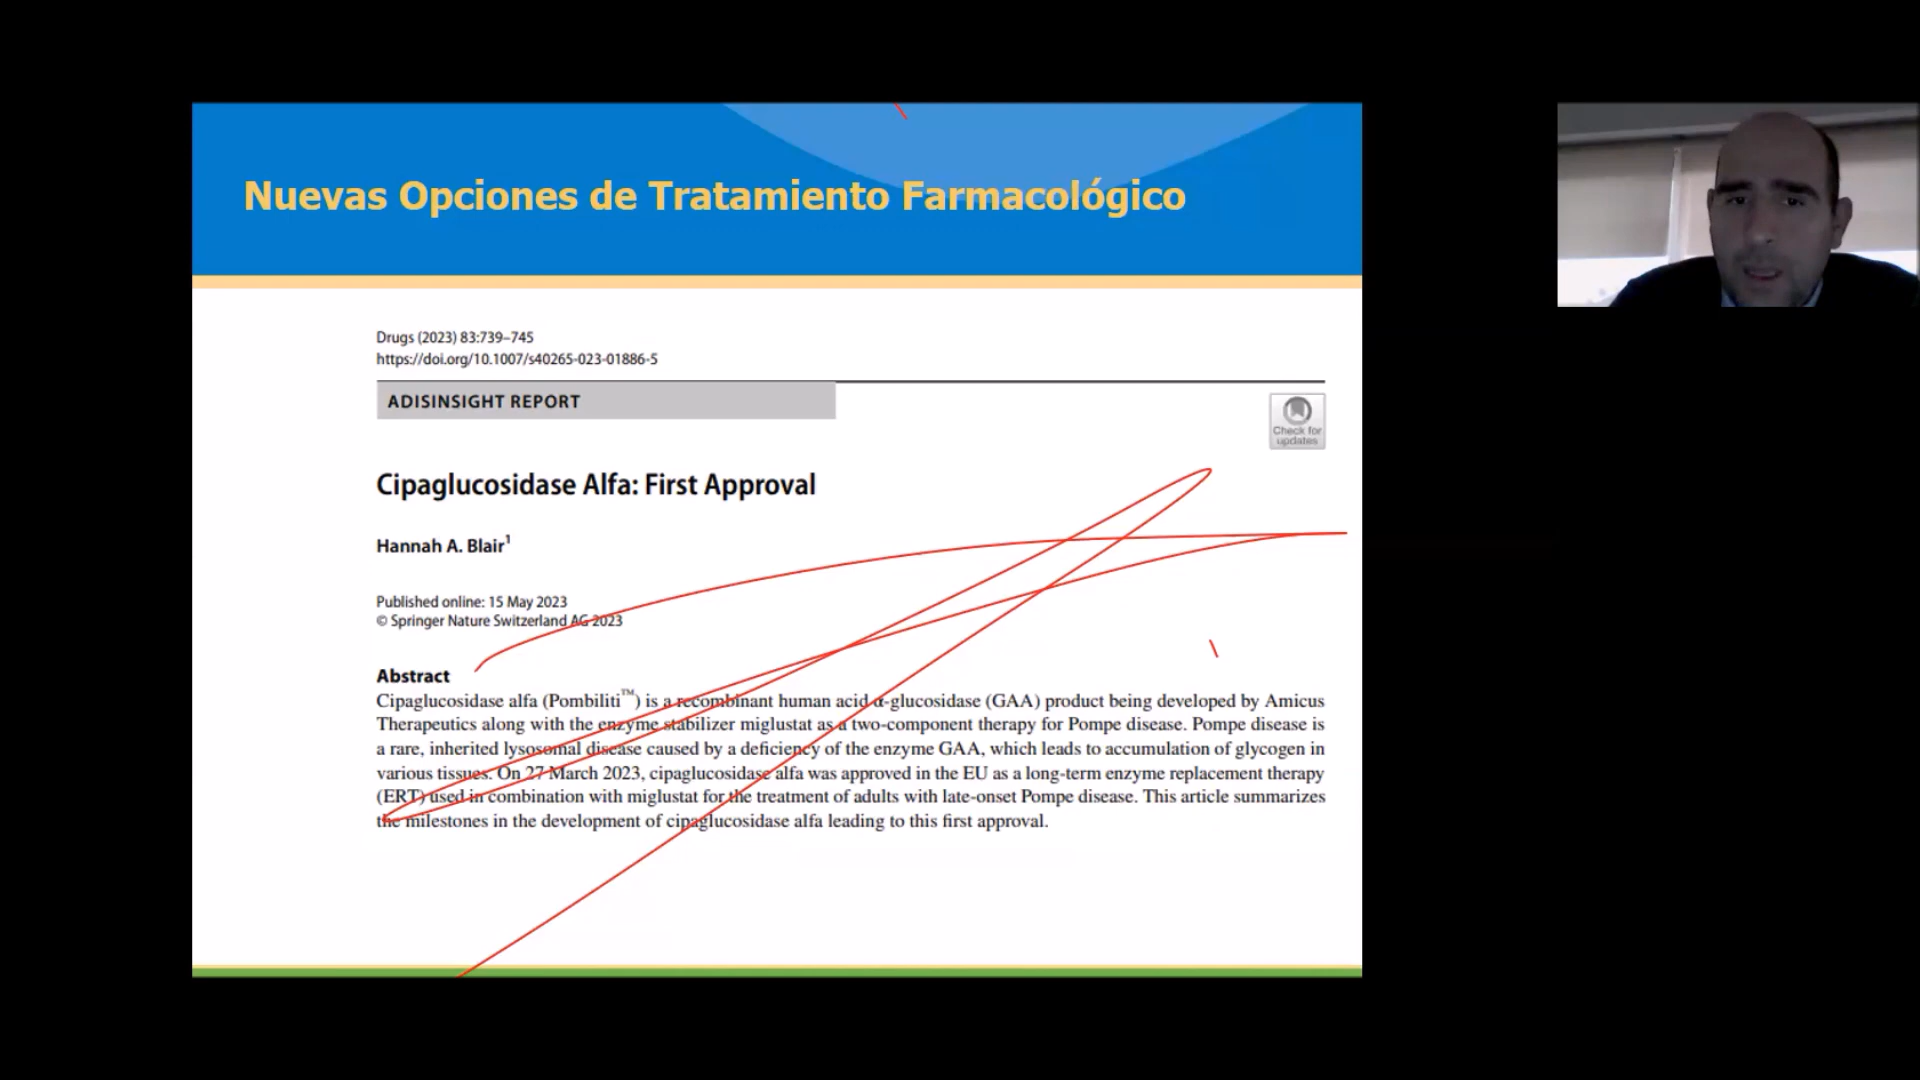 Nuevas Opciones de Tratamiento Farmacológico
Drugs (2023) 83:739–745
https://doi.org/10.1007/s40265-023-01886-5
ADISINSIGHT REPORT
Check for
updates
Cipaglucosidase Alfa: First Approval
Hannah A. Blair1
Published online: 15 May 2023
© Springer Nature Switzerland AG 2023
Abstract
Cipaglucosidase alfa (Pombiliti™) is a recombinant human acid α-glucosidase (GAA) product being developed by Amicus
Therapeutics along with the enzyme stabilizer miglustat as a two-component therapy for Pompe disease. Pompe disease is
a rare, inherited lysosomal disease caused by a deficiency of the enzyme GAA, which leads to accumulation of glycogen in
various tissues. On 27 March 2023, cipaglucosidase alfa was approved in the EU as a long-term enzyme replacement therapy
(ERT) used in combination with miglustat for the treatment of adults with late-onset Pompe disease. This article summarizes
the milestones in the development of cipaglucosidase alfa leading to this first approval.